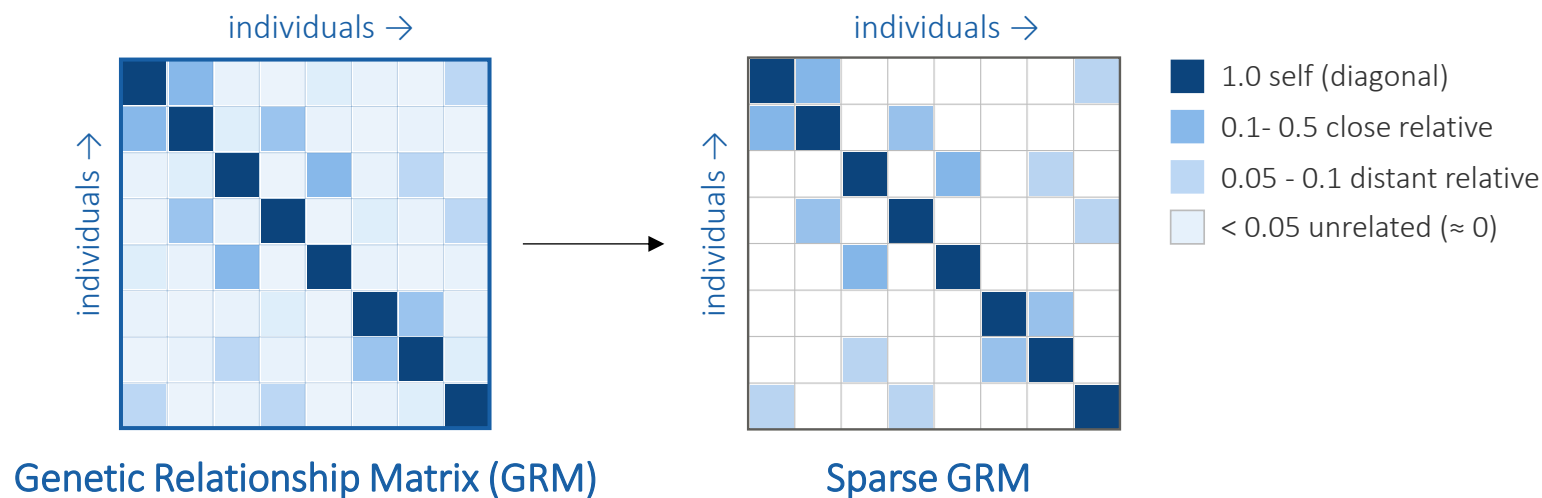 individuals →
individuals →
individuals →
individuals →
1.0 self (diagonal)
0.1- 0.5 close relative
0.05 - 0.1 distant relative
< 0.05 unrelated (≈ 0)
Genetic Relationship Matrix (GRM)
Sparse GRM